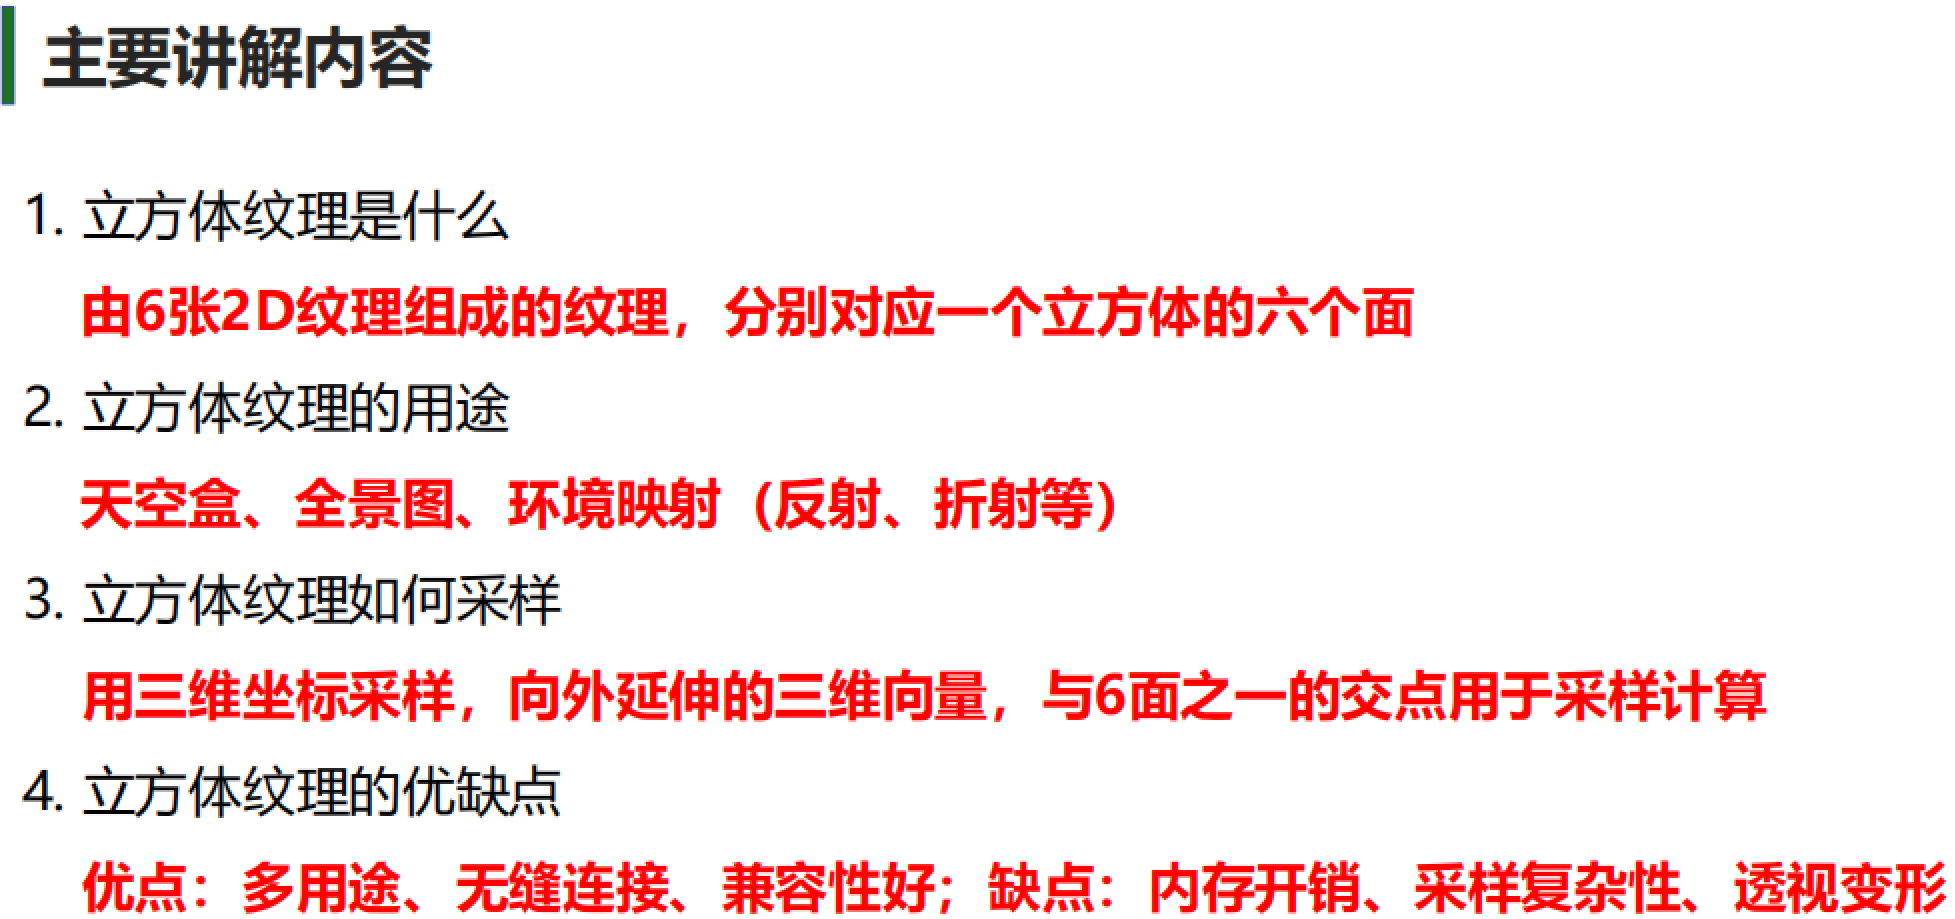 主要讲解内容
1. 立方体纹理是什么
由6张2D纹理组成的纹理，分别对应一个立方体的六个面
2. 立方体纹理的用途
天空盒、全景图、环境映射（反射、折射等）
3. 立方体纹理如何采样
用三维坐标采样，向外延伸的三维向量，与6面之一的交点用于采样计算
4. 立方体纹理的优缺点
优点：多用途、无缝连接、兼容性好；缺点：内存开销、采样复杂性、透视变形